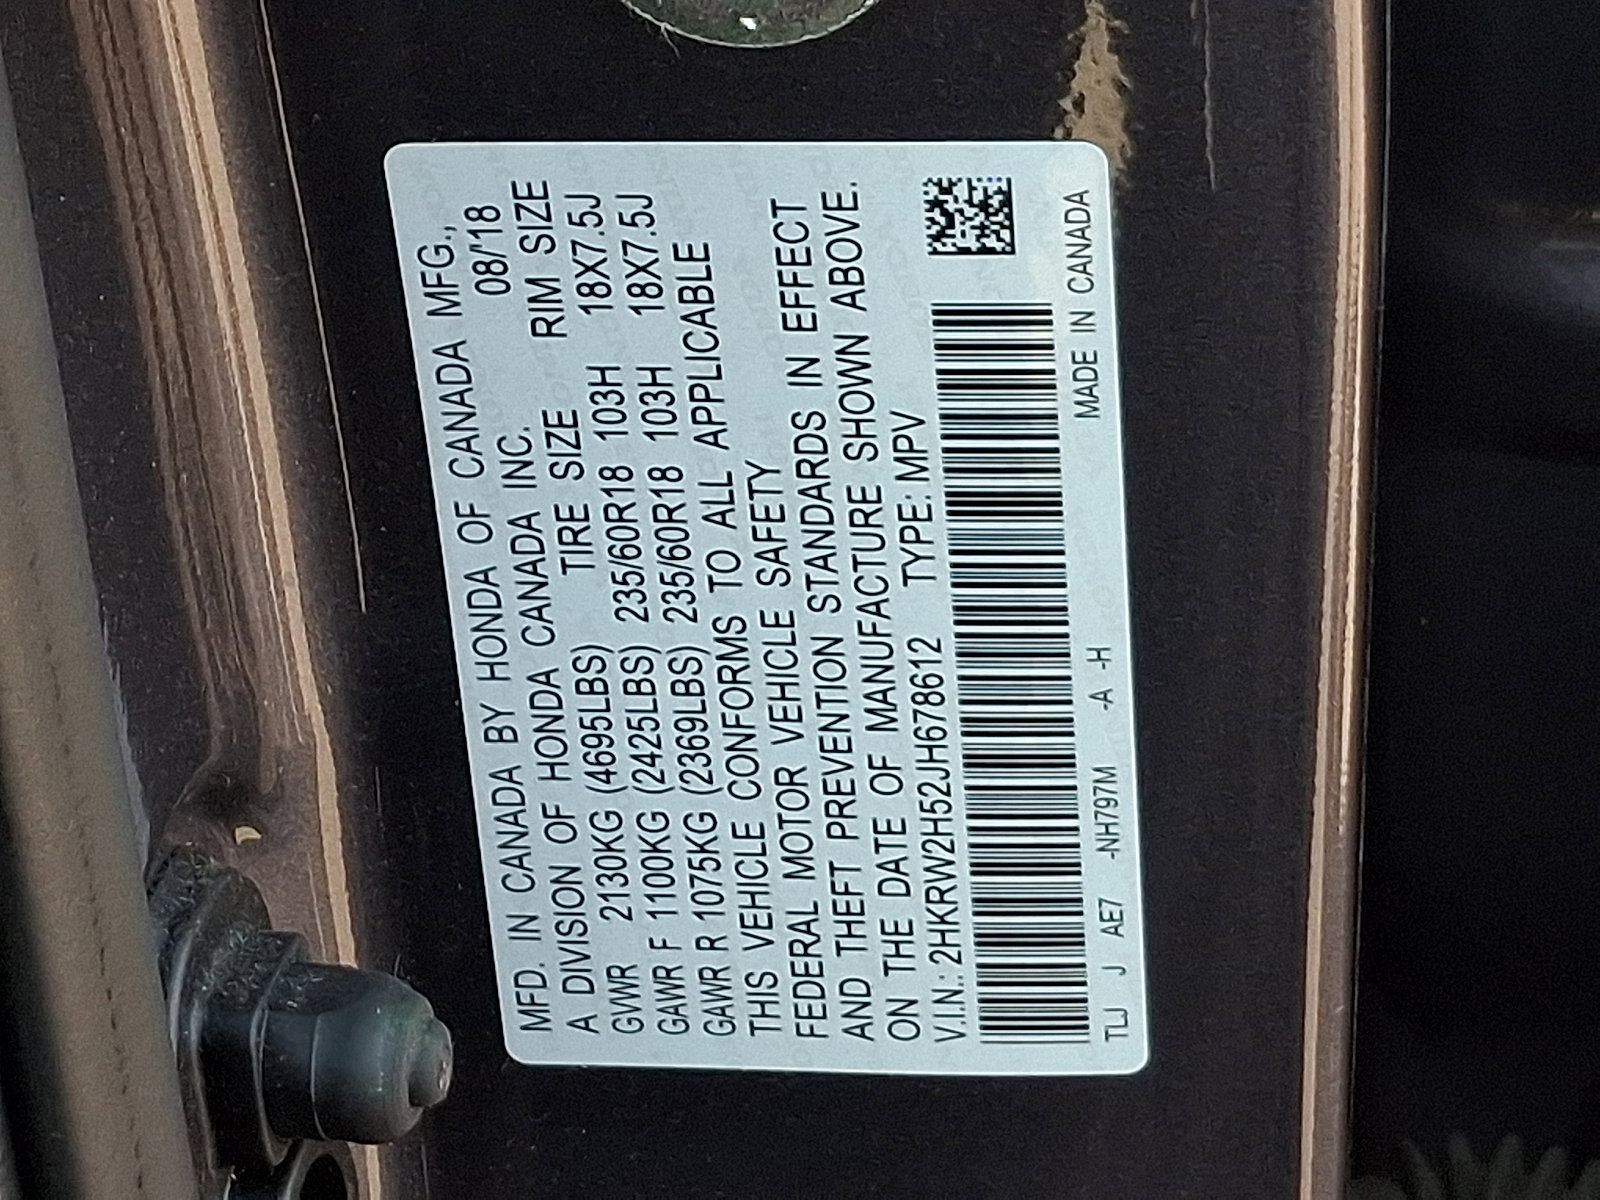 MFD. IN CANADA BY HONDA OF CANADA MFG.,
A DIVISION OF HONDA CANADA INC. 08/'18
TIRE SIZE RIM SIZE
GVWR 2130KG (4695LBS)
GAWR F 1100KG (2425LBS) 235/60R18 103H 18X7.5J
GAWR R 1075KG (2369LBS) 235/60R18 103H 18X7.5J
THIS VEHICLE CONFORMS TO ALL APPLICABLE
FEDERAL MOTOR VEHICLE SAFETY
AND THEFT PREVENTION STANDARDS IN EFFECT
ON THE DATE OF MANUFACTURE SHOWN ABOVE.
V.I.N.: 2HKRW2H52JH678612 TYPE: MPV
TLJ J AE7 -NH797M -A -H MADE IN CANADA